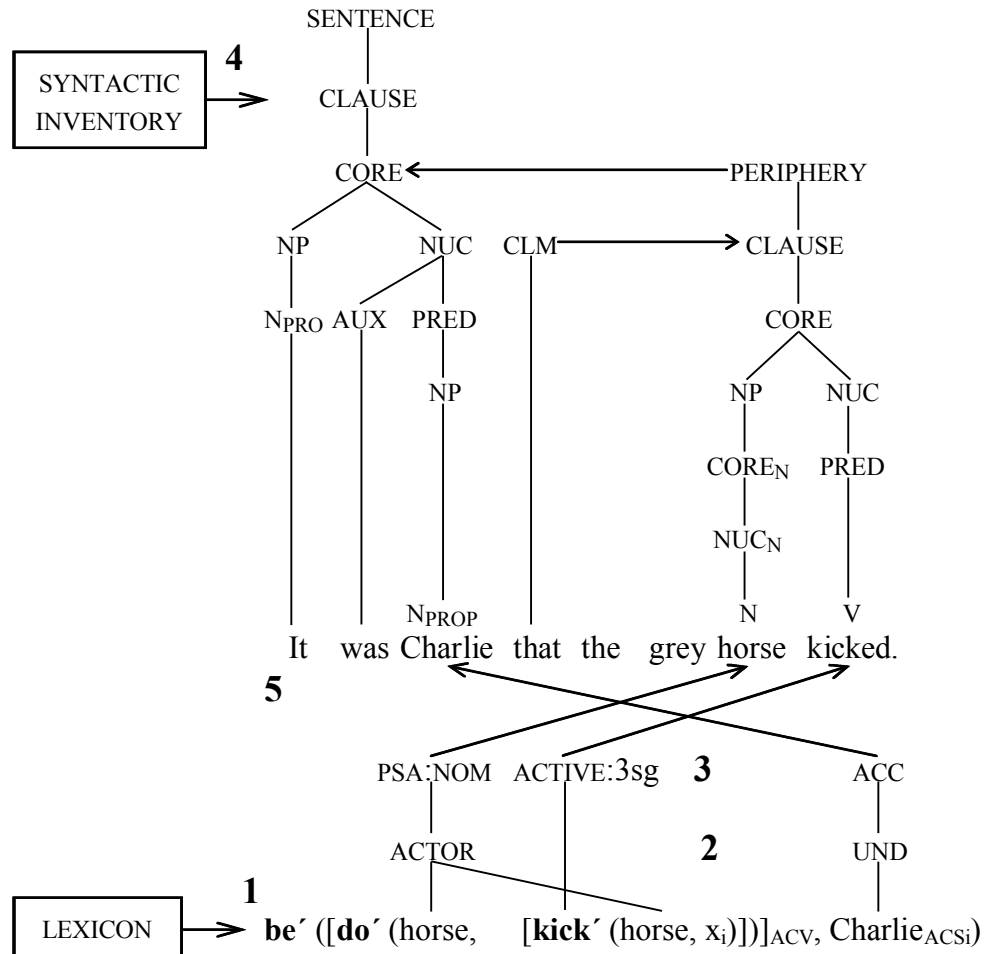 SENTENCE
4
SYNTACTIC
INVENTORY
CLAUSE
CORE PERIPHERY
NP NUC CLM CLAUSE
NPRO AUX PRED CORE
NP NP NUC
COREN PRED
NUCN
NPROP N V
It was Charlie that the grey horse kicked.
5
PSA:NOM ACTIVE:3sg 3 ACC
ACTOR 2 UND
1
LEXICON be´ ([do´ (horse, [kick´ (horse, xi)])]ACV, CharlieACSi)